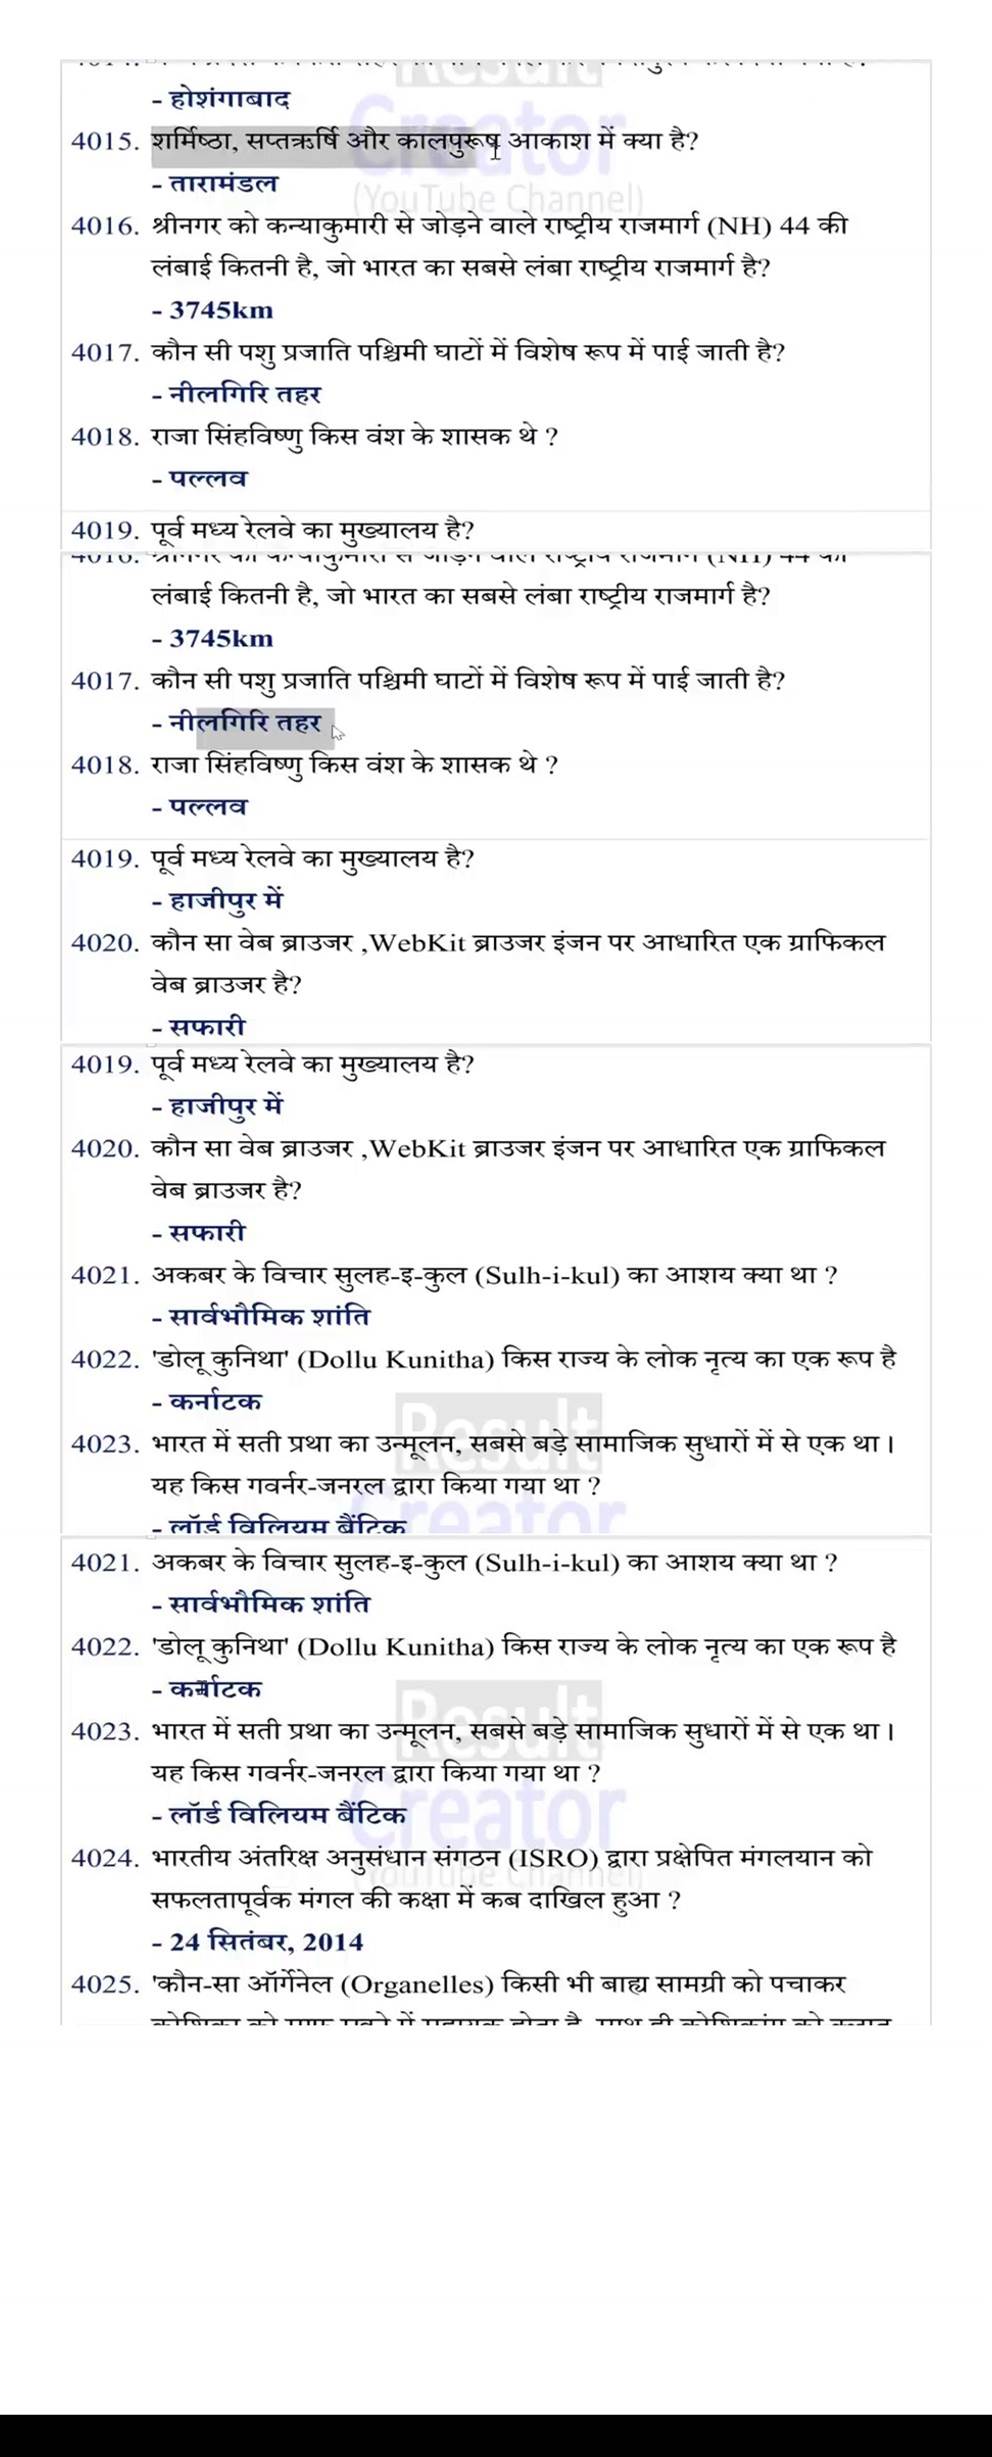 - होशंगाबाद
4015. शर्मिष्ठा, सप्तऋर्षि और कालपुरूष आकाश में क्या है?
- तारामंडल
4016. श्रीनगर को कन्याकुमारी से जोड़ने वाले राष्ट्रीय राजमार्ग (NH) 44 की
लंबाई कितनी है, जो भारत का सबसे लंबा राष्ट्रीय राजमार्ग है?
- 3745km
4017. कौन सी पशु प्रजाति पश्चिमी घाटों में विशेष रूप में पाई जाती है?
- नीलगिरि तहर
4018. राजा सिंहविष्णु किस वंश के शासक थे ?
- पल्लव
4019. पूर्व मध्य रेलवे का मुख्यालय है?
4016. श्रीनगर को कन्याकुमारी से जोड़ने वाले राष्ट्रीय राजमार्ग (NH) 44 की
लंबाई कितनी है, जो भारत का सबसे लंबा राष्ट्रीय राजमार्ग है?
- 3745km
4017. कौन सी पशु प्रजाति पश्चिमी घाटों में विशेष रूप में पाई जाती है?
- नीलगिरि तहर
4018. राजा सिंहविष्णु किस वंश के शासक थे ?
- पल्लव
4019. पूर्व मध्य रेलवे का मुख्यालय है?
- हाजीपुर में
4020. कौन सा वेब ब्राउजर ,WebKit ब्राउजर इंजन पर आधारित एक ग्राफिकल
वेब ब्राउजर है?
- सफारी
4019. पूर्व मध्य रेलवे का मुख्यालय है?
- हाजीपुर में
4020. कौन सा वेब ब्राउजर ,WebKit ब्राउजर इंजन पर आधारित एक ग्राफिकल
वेब ब्राउजर है?
- सफारी
4021. अकबर के विचार सुलह-इ-कुल (Sulh-i-kul) का आशय क्या था ?
- सार्वभौमिक शांति
4022. 'डोलू कुनिथा' (Dollu Kunitha) किस राज्य के लोक नृत्य का एक रूप है
- कर्नाटक
4023. भारत में सती प्रथा का उन्मूलन, सबसे बड़े सामाजिक सुधारों में से एक था।
यह किस गवर्नर-जनरल द्वारा किया गया था ?
- लॉर्ड विलियम बैंटिक
4021. अकबर के विचार सुलह-इ-कुल (Sulh-i-kul) का आशय क्या था ?
- सार्वभौमिक शांति
4022. 'डोलू कुनिथा' (Dollu Kunitha) किस राज्य के लोक नृत्य का एक रूप है
- कर्नाटक
4023. भारत में सती प्रथा का उन्मूलन, सबसे बड़े सामाजिक सुधारों में से एक था।
यह किस गवर्नर-जनरल द्वारा किया गया था ?
- लॉर्ड विलियम बैंटिक
4024. भारतीय अंतरिक्ष अनुसंधान संगठन (ISRO) द्वारा प्रक्षेपित मंगलयान को
सफलतापूर्वक मंगल की कक्षा में कब दाखिल हुआ ?
- 24 सितंबर, 2014
4025. 'कौन-सा ऑर्गेनेल (Organelles) किसी भी बाह्य सामग्री को पचाकर
Result
Creator
(YouTube Channel)
Result
Creator
Result
Creator
(YouTube Channel)